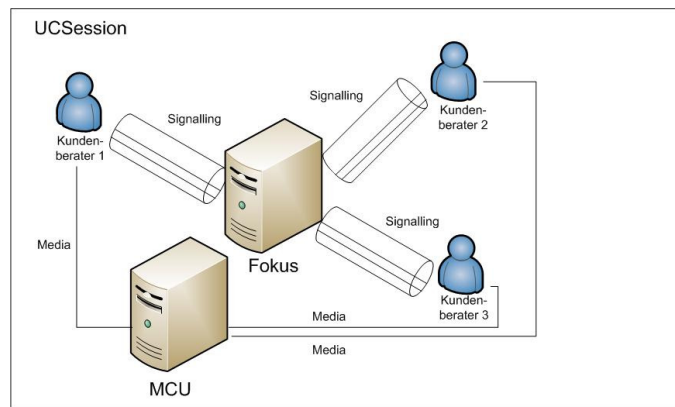 UCSession
Signalling
Signalling
Kunden-
berater 1
Kunden-
berater 2
Signalling
Media
Fokus
Kunden-
berater 3
Media
Media
MCU